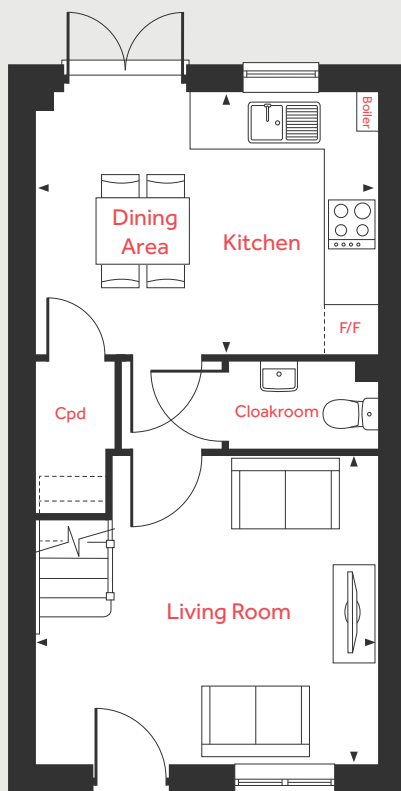 Boiler
Dining
Area
Kitchen
F/F
Cpd
Cloakroom
Living Room